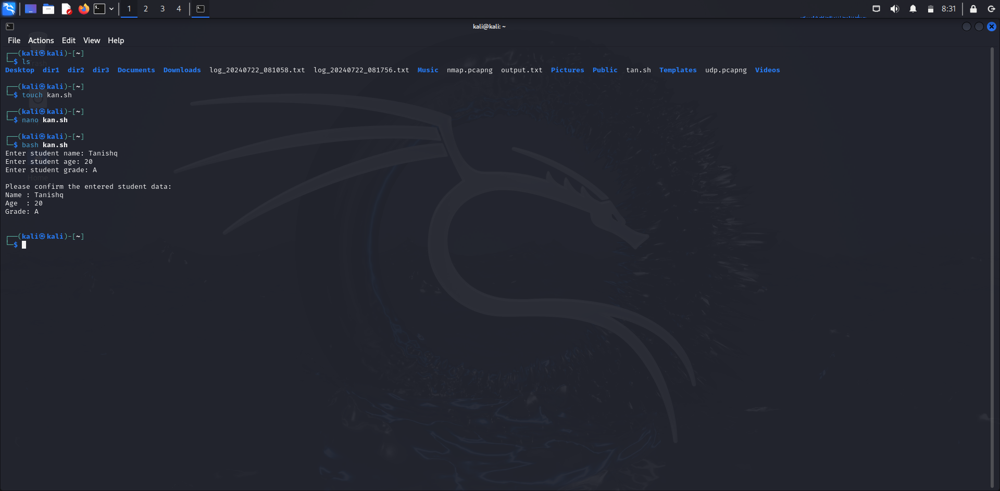 1 2 3 4 8:31
kali@kali: ~
File Actions Edit View Help
┌──(kali㉿kali)-[~]
└─$ ls
Desktop dir1 dir2 dir3 Documents Downloads log_20240722_081058.txt log_20240722_081756.txt Music nmap.pcapng output.txt Pictures Public tan.sh Templates udp.pcapng Videos
┌──(kali㉿kali)-[~]
└─$ touch kan.sh
┌──(kali㉿kali)-[~]
└─$ nano kan.sh
┌──(kali㉿kali)-[~]
└─$ bash kan.sh
Enter student name: Tanishq
Enter student age: 20
Enter student grade: A
Home
Please confirm the entered student data:
Name : Tanishq
Age  : 20
Grade: A
┌──(kali㉿kali)-[~]
└─$